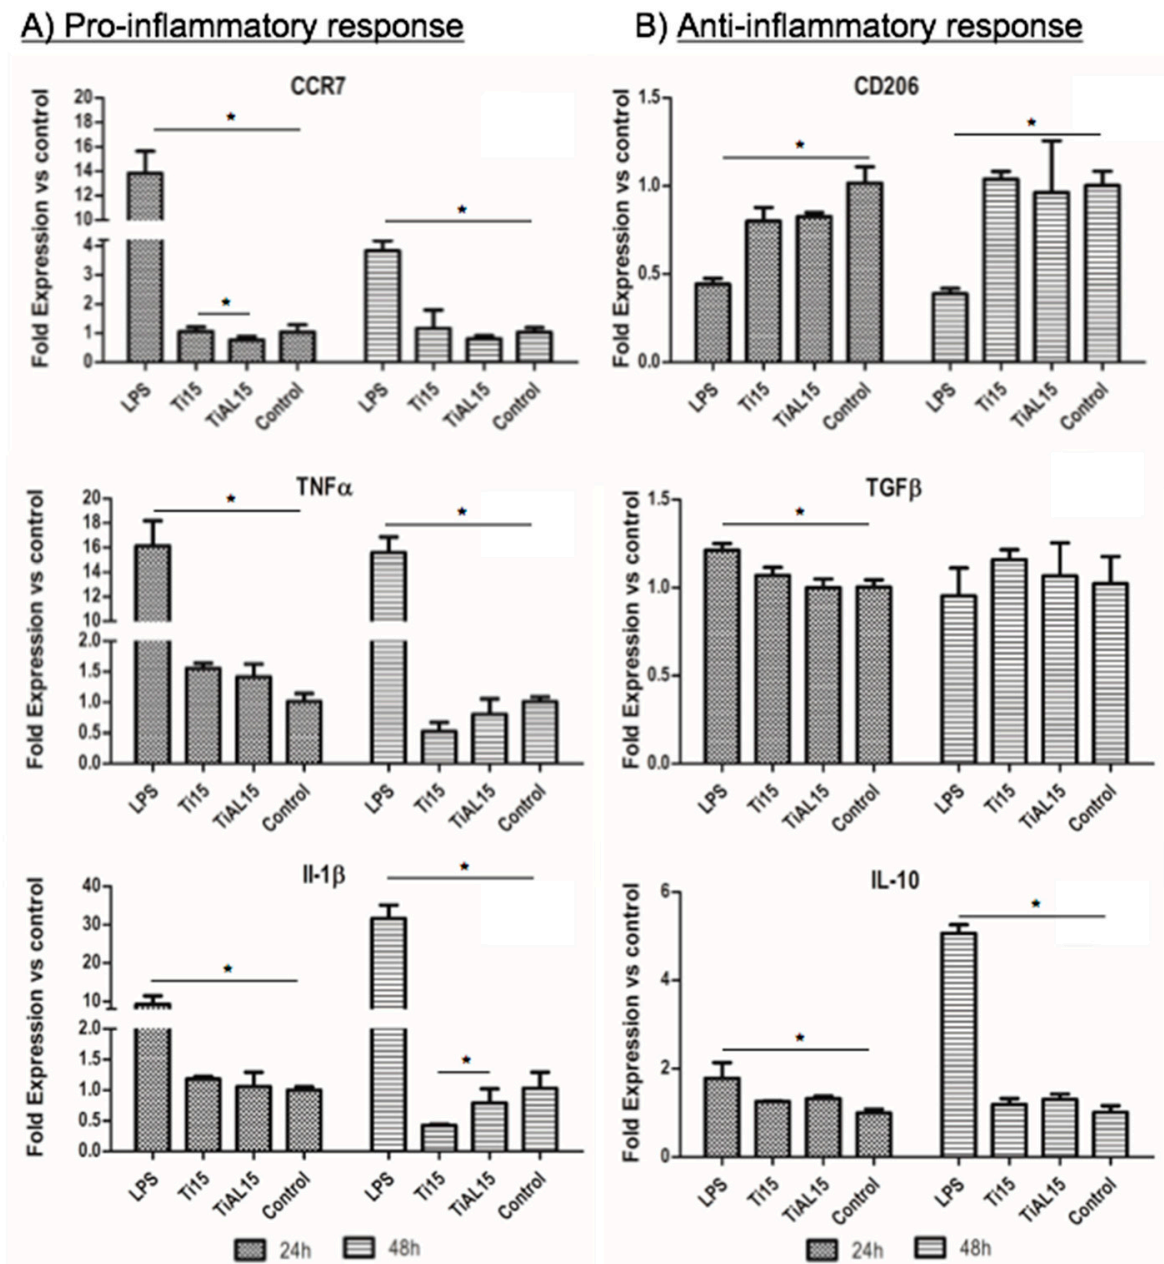 A) Pro-inflammatory response
B) Anti-inflammatory response
CCR7
Fold Expression vs control
20
18
16
14
12
10
4
3
2
1
0
*
*
*
LPS
Ti15
TiAL15
Control
LPS
Ti15
TiAL15
Control
CD206
Fold Expression vs control
1.5
1.0
0.5
0.0
*
*
LPS
Ti15
TiAL15
Control
LPS
Ti15
TiAL15
Control
TNFα
Fold Expression vs control
20
18
16
14
12
10
2.0
1.5
1.0
0.5
0.0
*
*
LPS
Ti15
TiAL15
Control
LPS
Ti15
TiAL15
Control
TGFβ
Fold Expression vs control
1.5
1.0
0.5
0.0
*
LPS
Ti15
TiAL15
Control
LPS
Ti15
TiAL15
Control
Il-1β
Fold Expression vs control
40
30
20
10
2.0
1.5
1.0
0.5
0.0
*
*
*
LPS
Ti15
TiAL15
Control
LPS
Ti15
TiAL15
Control
24h
48h
IL-10
Fold Expression vs control
6
4
2
0
*
*
LPS
Ti15
TiAL15
Control
LPS
Ti15
TiAL15
Control
24h
48h